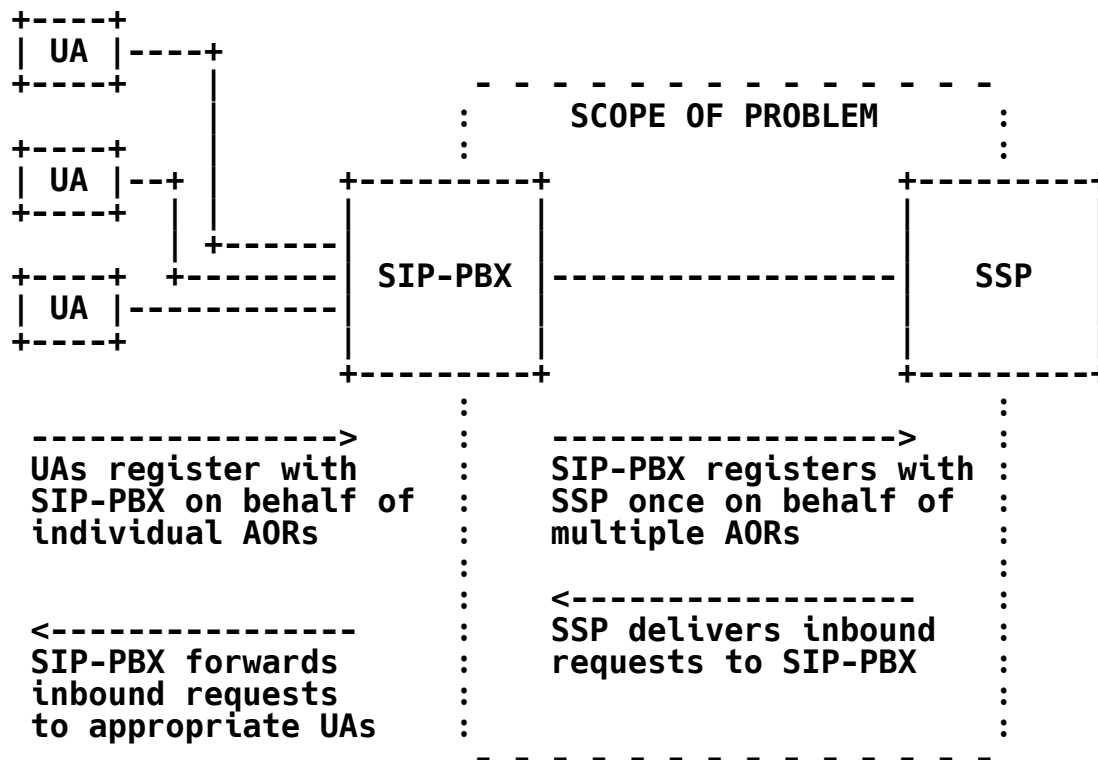 UA
SCOPE OF PROBLEM
UA
SIP-PBX
SSP
UA
UAs register with
SIP-PBX on behalf of
individual AORs
SIP-PBX registers with
SSP once on behalf of
multiple AORs
SSP delivers inbound
requests to SIP-PBX
SIP-PBX forwards
inbound requests
to appropriate UAs